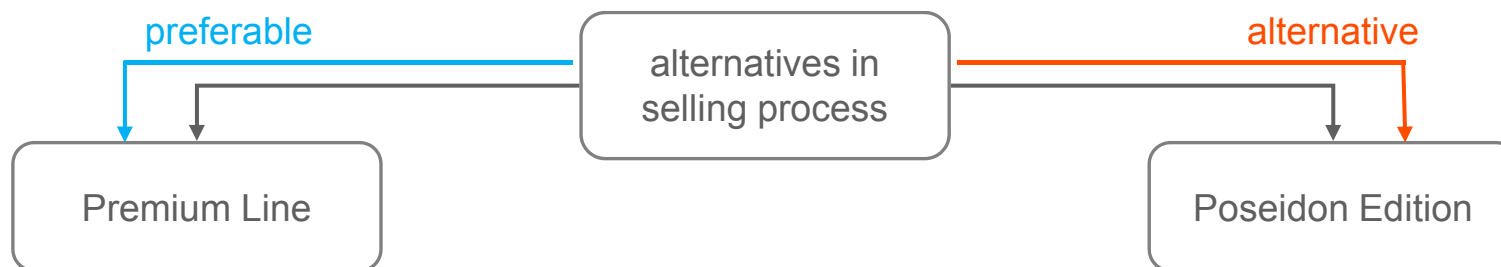 preferable
alternative
alternatives in
selling process
Premium Line
Poseidon Edition